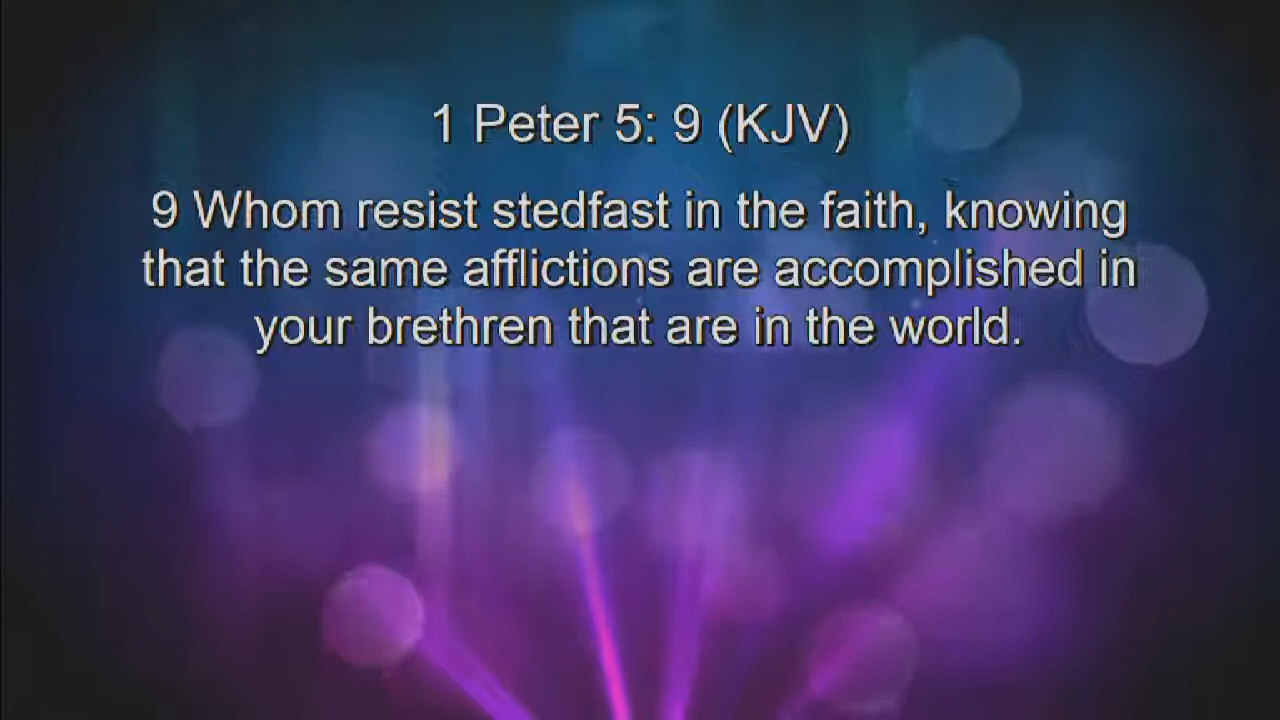 1 Peter 5: 9 (KJV)
9 Whom resist stedfast in the faith, knowing
that the same afflictions are accomplished in
your brethren that are in the world.